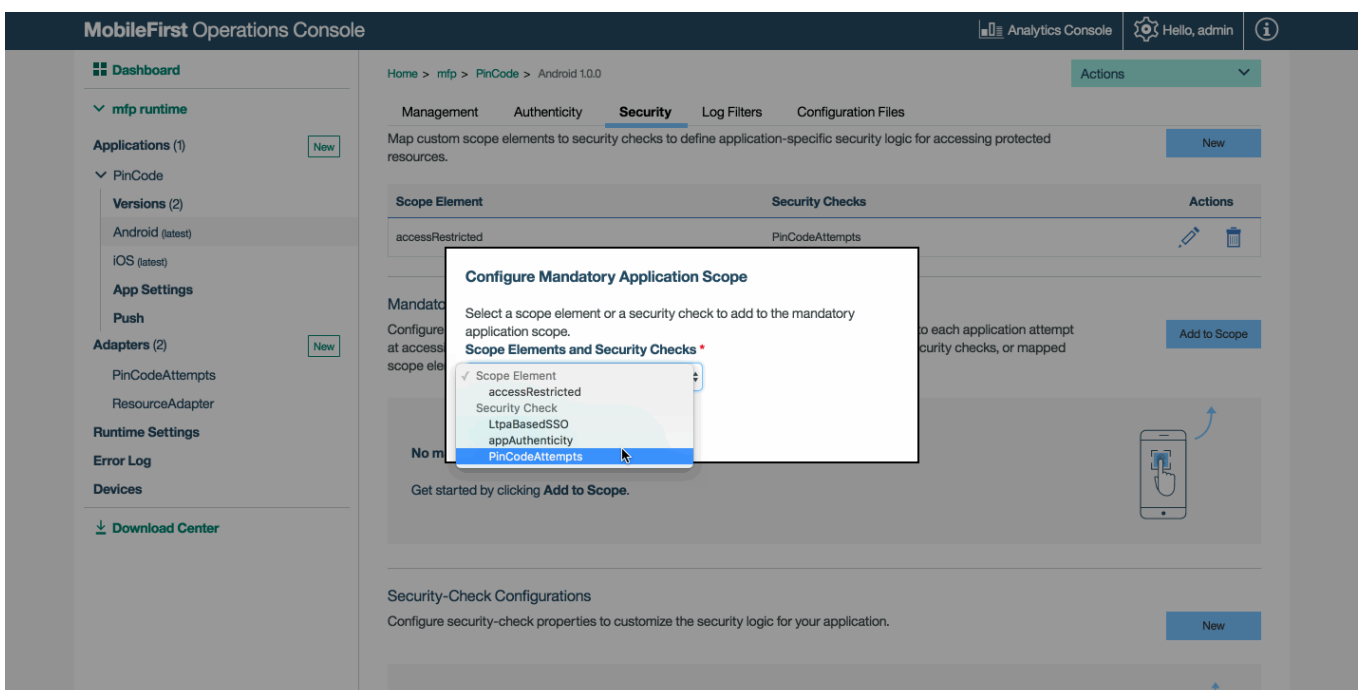 MobileFirst Operations Console
Analytics Console
Hello, admin
Dashboard
mfp runtime
Applications (1)
New
PinCode
Versions (2)
Android (latest)
iOS (latest)
App Settings
Push
Adapters (2)
New
PinCodeAttempts
ResourceAdapter
Runtime Settings
Error Log
Devices
Download Center
Home > mfp > PinCode > Android 1.0.0
Actions
Management Authenticity Security Log Filters Configuration Files
Map custom scope elements to security checks to define application-specific security logic for accessing protected
resources.
New
Scope Element Security Checks Actions
accessRestricted PinCodeAttempts
Configure Mandatory Application Scope
Select a scope element or a security check to add to the mandatory
application scope.
Scope Elements and Security Checks *
✓ Scope Element
accessRestricted
Security Check
LtpaBasedSSO
appAuthenticity
PinCodeAttempts
Configure to each application attempt
at curity checks, or mapped
scope
Add to Scope
No
Get started by clicking Add to Scope.
Security-Check Configurations
Configure security-check properties to customize the security logic for your application.
New